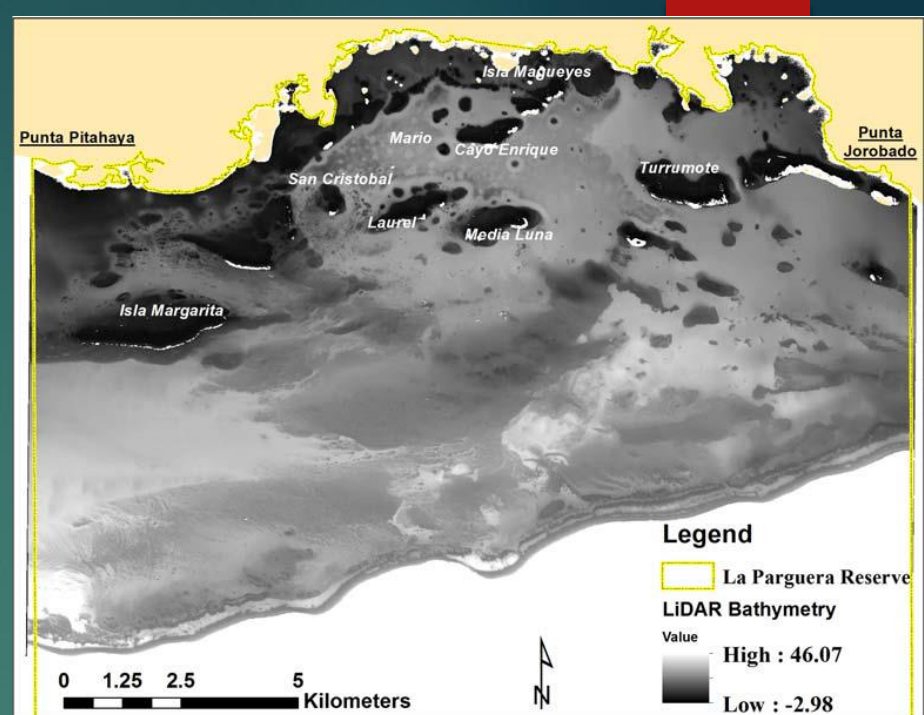 Isla Magueyes
Punta Pitahaya
Mario
Cayo Enrique
Punta
Jorobado
San Cristobal
Turrumote
Laurel
Media Luna
Isla Margarita
Legend
La Parguera Reserve
LiDAR Bathymetry
Value
High : 46.07
Low : -2.98
0 1.25 2.5 5
Kilometers
N